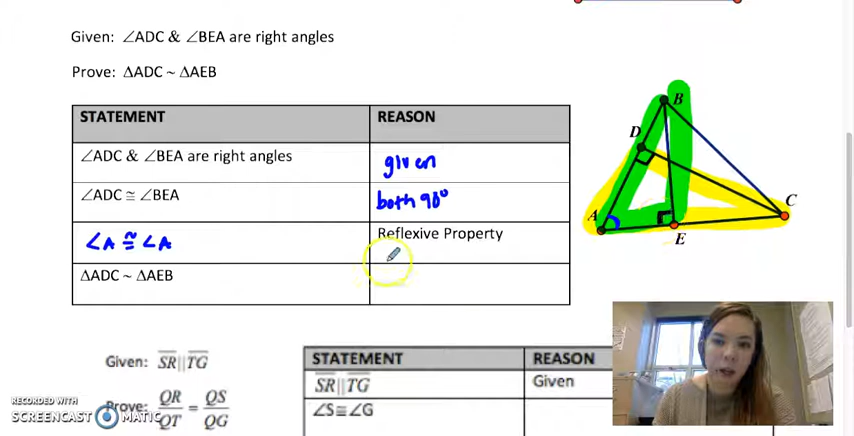 Given: ∠ADC & ∠BEA are right angles
Prove: ΔADC ~ ΔAEB
STATEMENT REASON
∠ADC & ∠BEA are right angles given
∠ADC ≅ ∠BEA both 90°
∠A ≅ ∠A Reflexive Property
ΔADC ~ ΔAEB
B
D
A
C
E
Given: SR || TG
Prove: QR/QT = QS/QG
STATEMENT REASON
SR || TG Given
∠S ≅ ∠G
RECORDED WITH
SCREENCAST MATIC